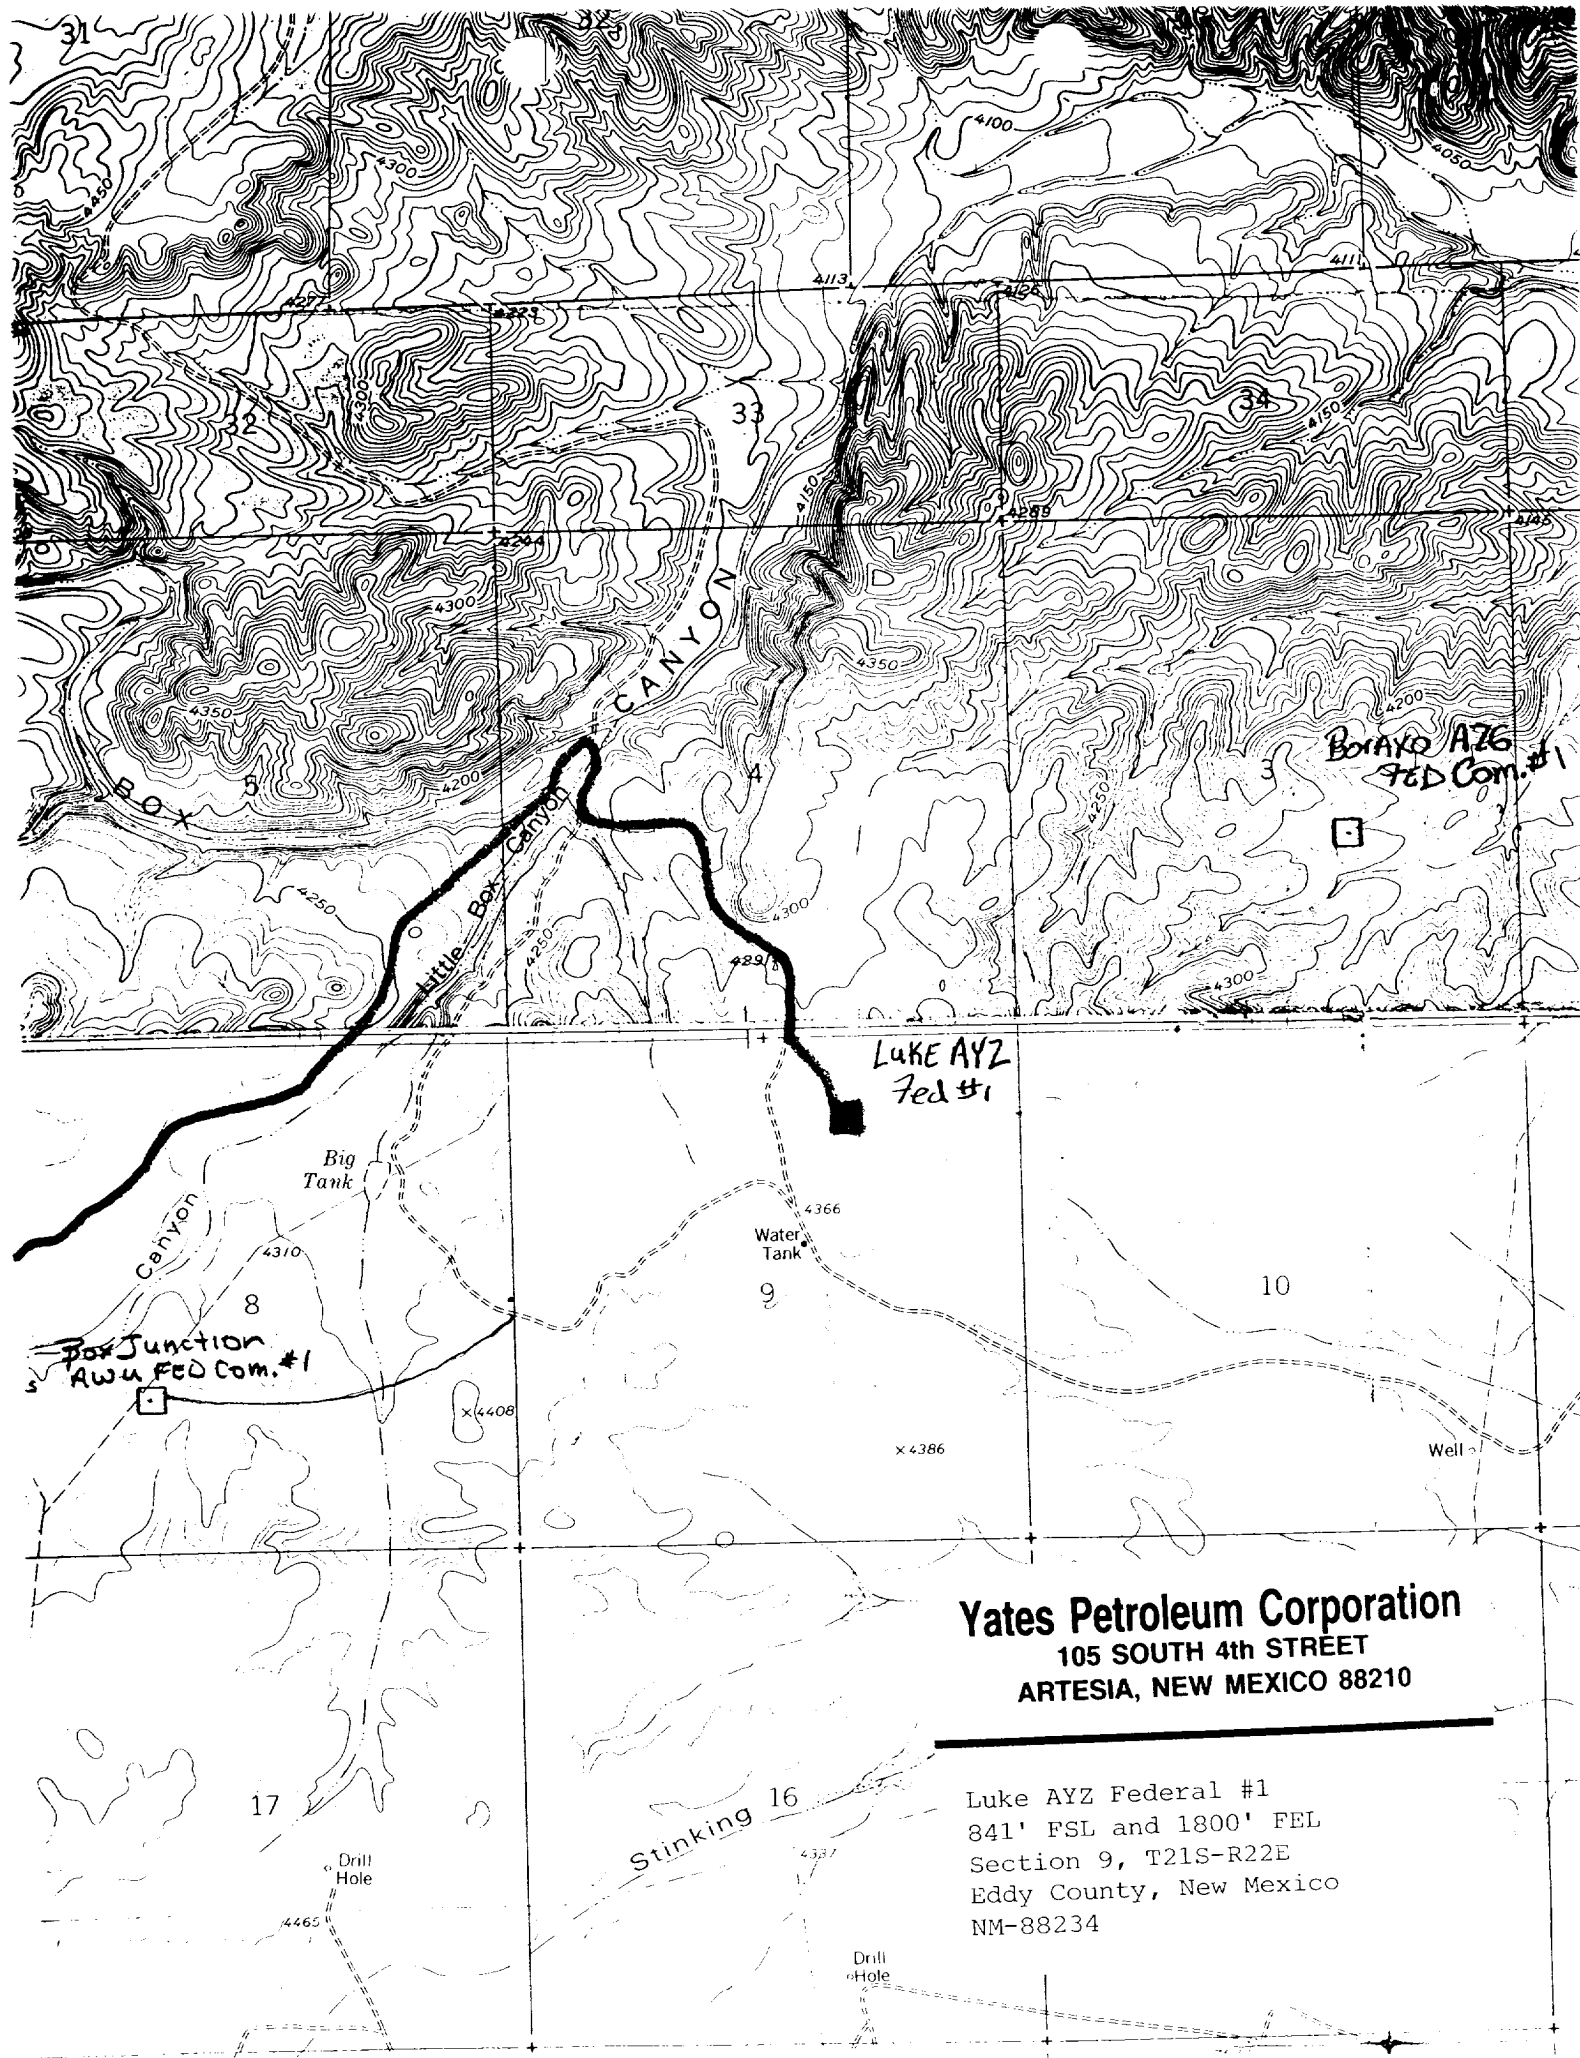 31
32
4100
4050
4300
4450
4113
4111
4277
4229
4126
32
4300
33
34
4150
4150
4244
4289
4145
4300
CANYON
4350
4350
4200
BorAxo AZG
FED Com.#1
BOX
5
4200
4
3
4250
Little Box Canyon
4250
4250
4300
4300
LUKE AYZ
Fed #1
Big
Tank
Canyon
4366
Water
Tank
4310
8
9
10
Box Junction
AWU FED Com.#1
×4408
×4386
Well
Yates Petroleum Corporation
105 SOUTH 4th STREET
ARTESIA, NEW MEXICO 88210
17
16
Stinking
Luke AYZ Federal #1
841' FSL and 1800' FEL
Section 9, T21S-R22E
Eddy County, New Mexico
NM-88234
4337
Drill
Hole
4465
Drill
Hole